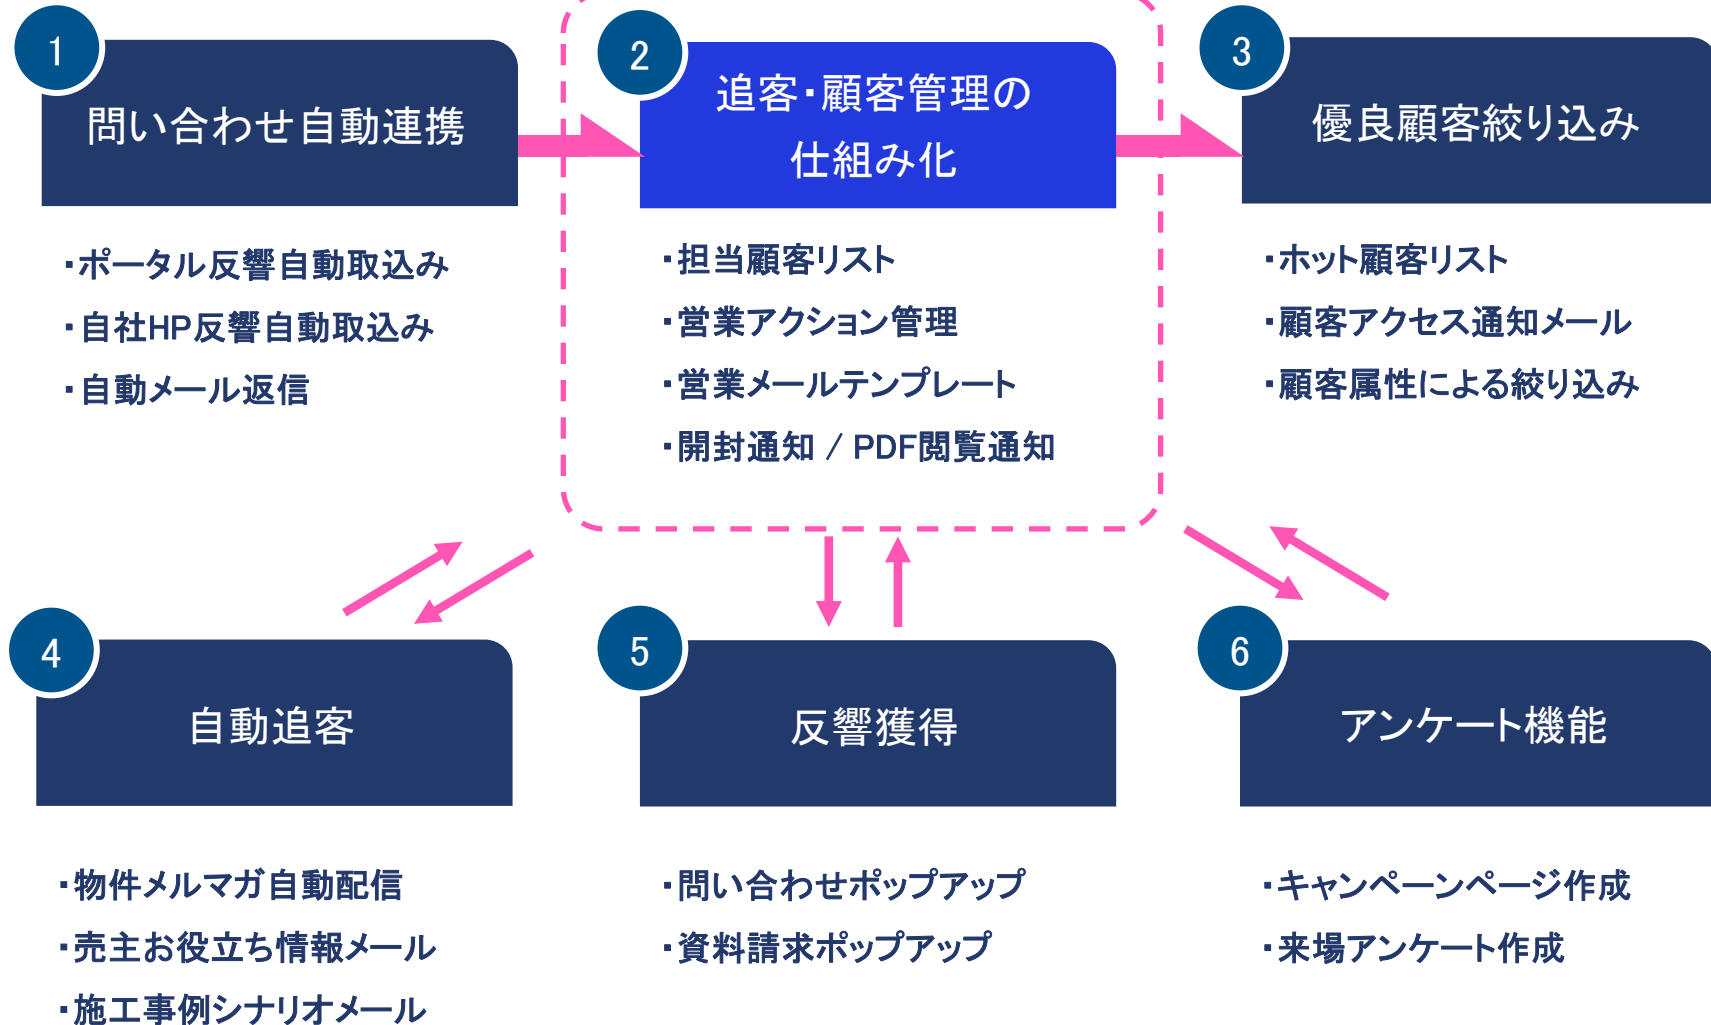 1
問い合わせ自動連携
・ポータル反響自動取込み
・自社HP反響自動取込み
・自動メール返信
2
追客・顧客管理の
仕組み化
・担当顧客リスト
・営業アクション管理
・営業メールテンプレート
・開封通知 / PDF閲覧通知
3
優良顧客絞り込み
・ホット顧客リスト
・顧客アクセス通知メール
・顧客属性による絞り込み
4
自動追客
・物件メルマガ自動配信
・売主お役立ち情報メール
・施工事例シナリオメール
5
反響獲得
・問い合わせポップアップ
・資料請求ポップアップ
6
アンケート機能
・キャンペーンページ作成
・来場アンケート作成